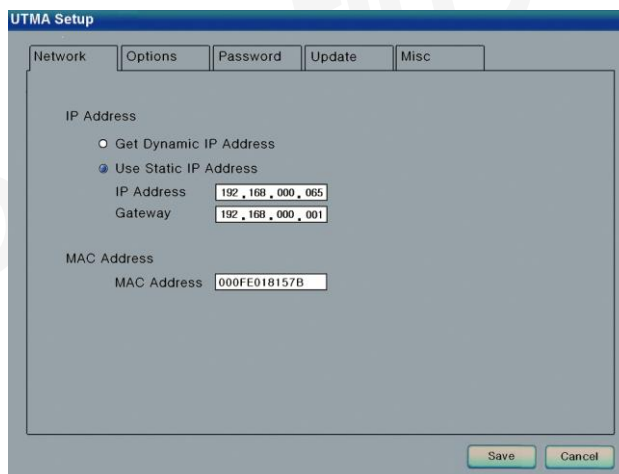 UTMA Setup
Network Options Password Update Misc
IP Address
Get Dynamic IP Address
Use Static IP Address
IP Address 192.168.000.065
Gateway 192.168.000.001
MAC Address
MAC Address 000FE018157B
Save Cancel